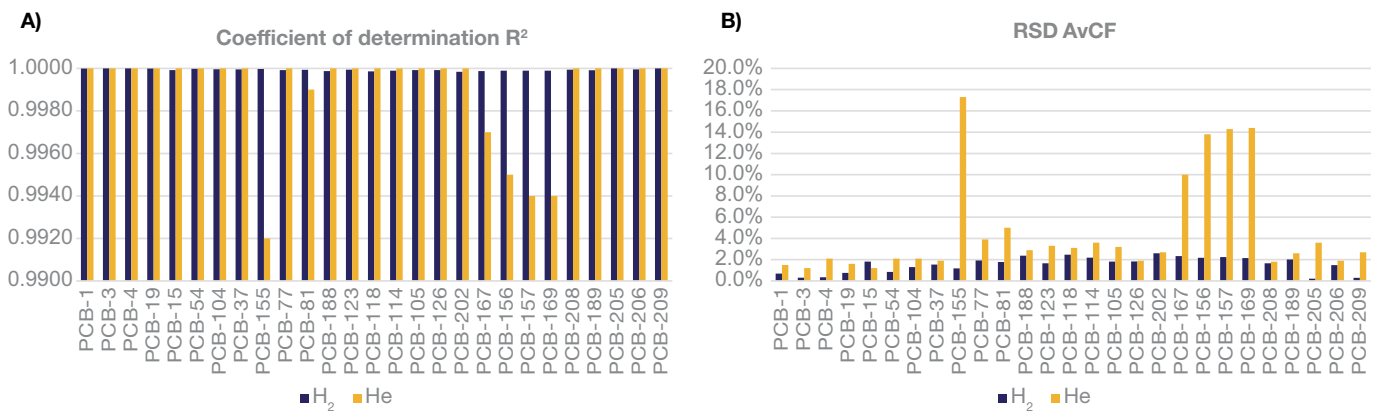 A)
Coefficient of determination R²
1.0000
0.9980
0.9960
0.9940
0.9920
0.9900
PCB-1
PCB-3
PCB-4
PCB-19
PCB-15
PCB-54
PCB-104
PCB-37
PCB-155
PCB-77
PCB-81
PCB-188
PCB-123
PCB-118
PCB-114
PCB-105
PCB-126
PCB-202
PCB-167
PCB-156
PCB-157
PCB-169
PCB-208
PCB-189
PCB-205
PCB-206
PCB-209
H₂ He
B)
RSD AvCF
20.0%
18.0%
16.0%
14.0%
12.0%
10.0%
8.0%
6.0%
4.0%
2.0%
0.0%
PCB-1
PCB-3
PCB-4
PCB-19
PCB-15
PCB-54
PCB-104
PCB-37
PCB-155
PCB-77
PCB-81
PCB-188
PCB-123
PCB-118
PCB-114
PCB-105
PCB-126
PCB-202
PCB-167
PCB-156
PCB-157
PCB-169
PCB-208
PCB-189
PCB-205
PCB-206
PCB-209
H₂ He